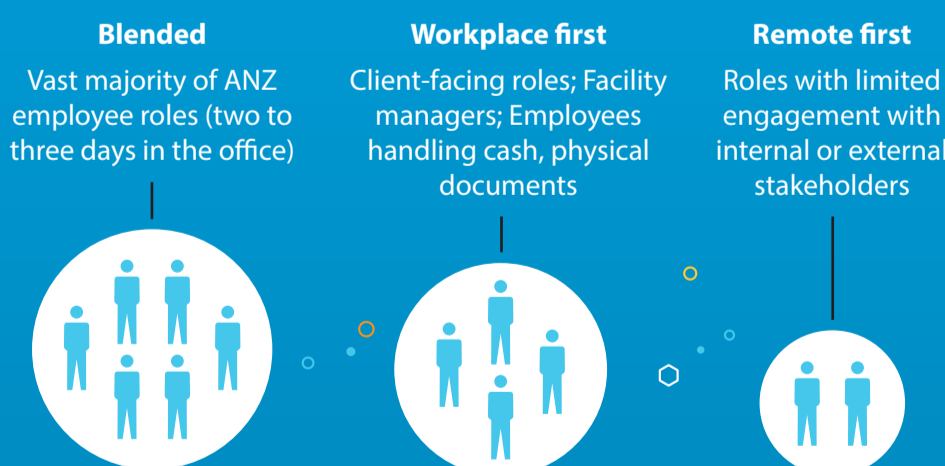 Blended
Vast majority of ANZ
employee roles (two to
three days in the office)
Workplace first
Client-facing roles; Facility
managers; Employees
handling cash, physical
documents
Remote first
Roles with limited
engagement with
internal or external
stakeholders